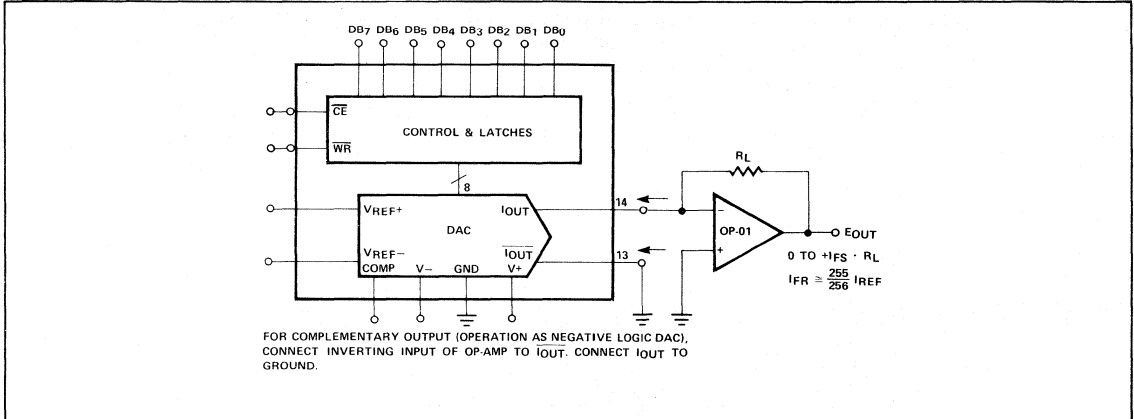 DB7 DB6 DB5 DB4 DB3 DB2 DB1 DB0
CE
CONTROL & LATCHES
WR
8
RL
VREF+
IOUT
14
DAC
−
OP-01
+
EOUT
VREF−
IOUT
13
0 TO +IFS · RL
COMP V− GND V+
IFR ≅ 255/256 IREF
FOR COMPLEMENTARY OUTPUT (OPERATION AS NEGATIVE LOGIC DAC),
CONNECT INVERTING INPUT OF OP-AMP TO IOUT. CONNECT IOUT TO
GROUND.